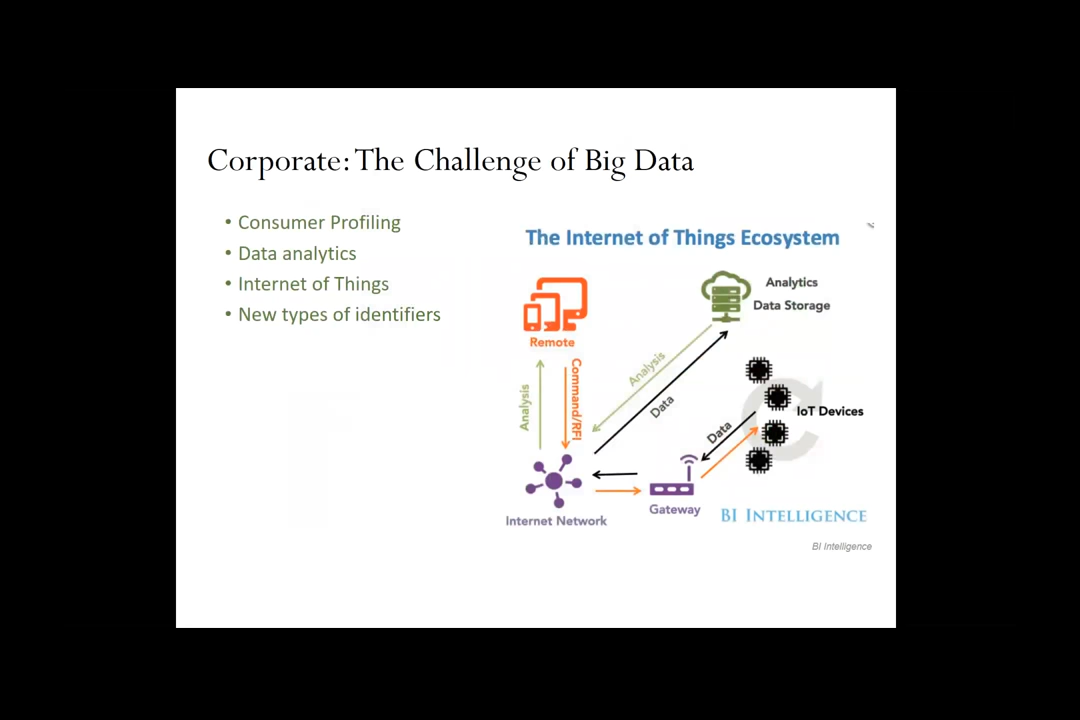 Corporate: The Challenge of Big Data
• Consumer Profiling
• Data analytics
• Internet of Things
• New types of identifiers
The Internet of Things Ecosystem
Remote
Analytics
Data Storage
Analysis
Command/RFI
Analysis
Data
Data
IoT Devices
Internet Network
Gateway
BI INTELLIGENCE
BI Intelligence